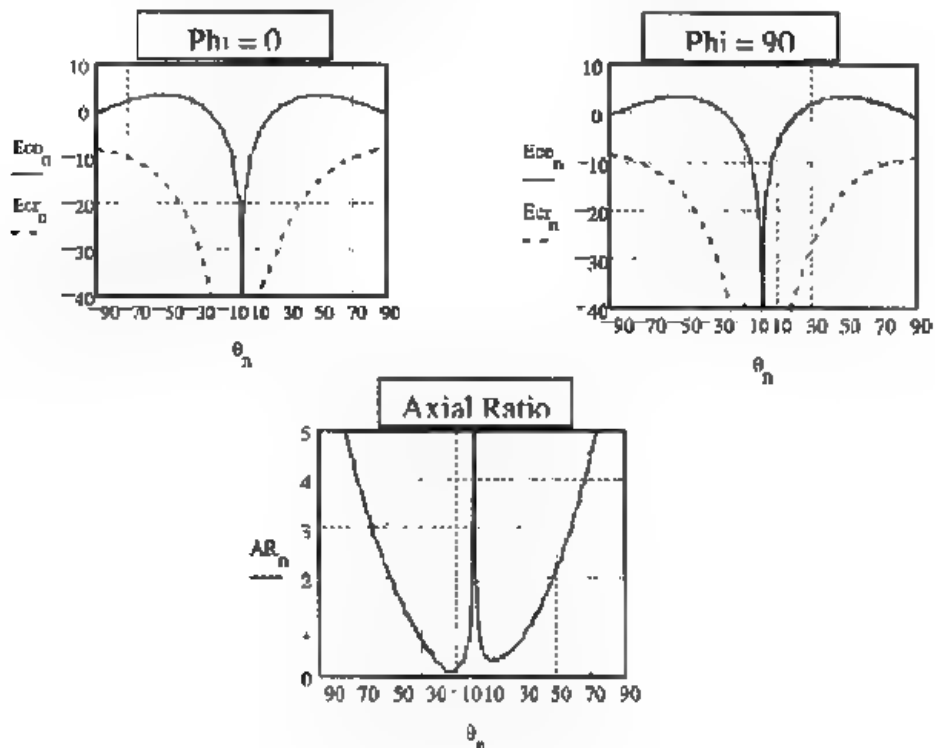 Phi = 0
10
0
−10
−20
−30
−40
Eco n
Ecr n
−90 −70 −50 −30 −10 10 30 50 70 90
θ n
Phi = 90
10
0
−10
−20
−30
−40
Eco n
Ecr n
−90 −70 −50 −30 10 10 30 50 70 90
θ n
Axial Ratio
5
4
3
2
1
0
AR n
90 70 50 30 10 10 30 50 70 90
θ n